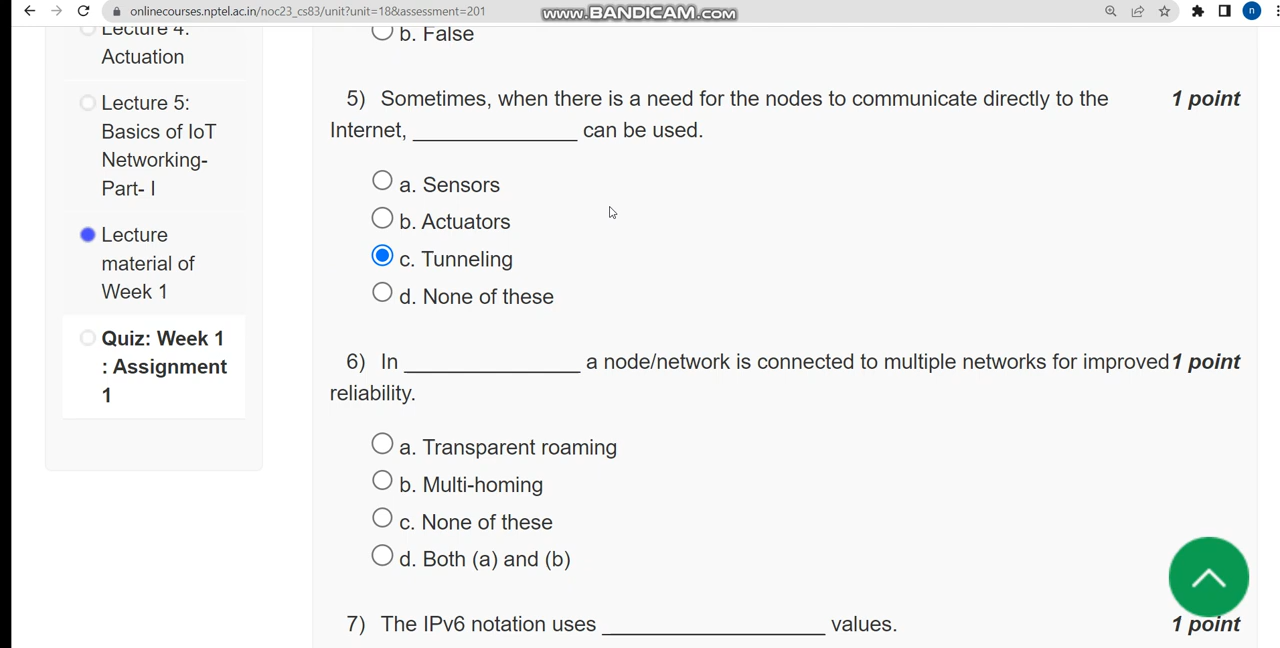 onlinecourses.nptel.ac.in/noc23_cs83/unit?unit=18&assessment=201
www.BANDICAM.com
n
Lecture 4:
Actuation
Lecture 5:
Basics of IoT
Networking-
Part- I
Lecture
material of
Week 1
Quiz: Week 1
: Assignment
1
b. False
5) Sometimes, when there is a need for the nodes to communicate directly to the 1 point
Internet, ______________ can be used.
a. Sensors
b. Actuators
c. Tunneling
d. None of these
6) In _______________ a node/network is connected to multiple networks for improved 1 point
reliability.
a. Transparent roaming
b. Multi-homing
c. None of these
d. Both (a) and (b)
7) The IPv6 notation uses ___________________ values. 1 point